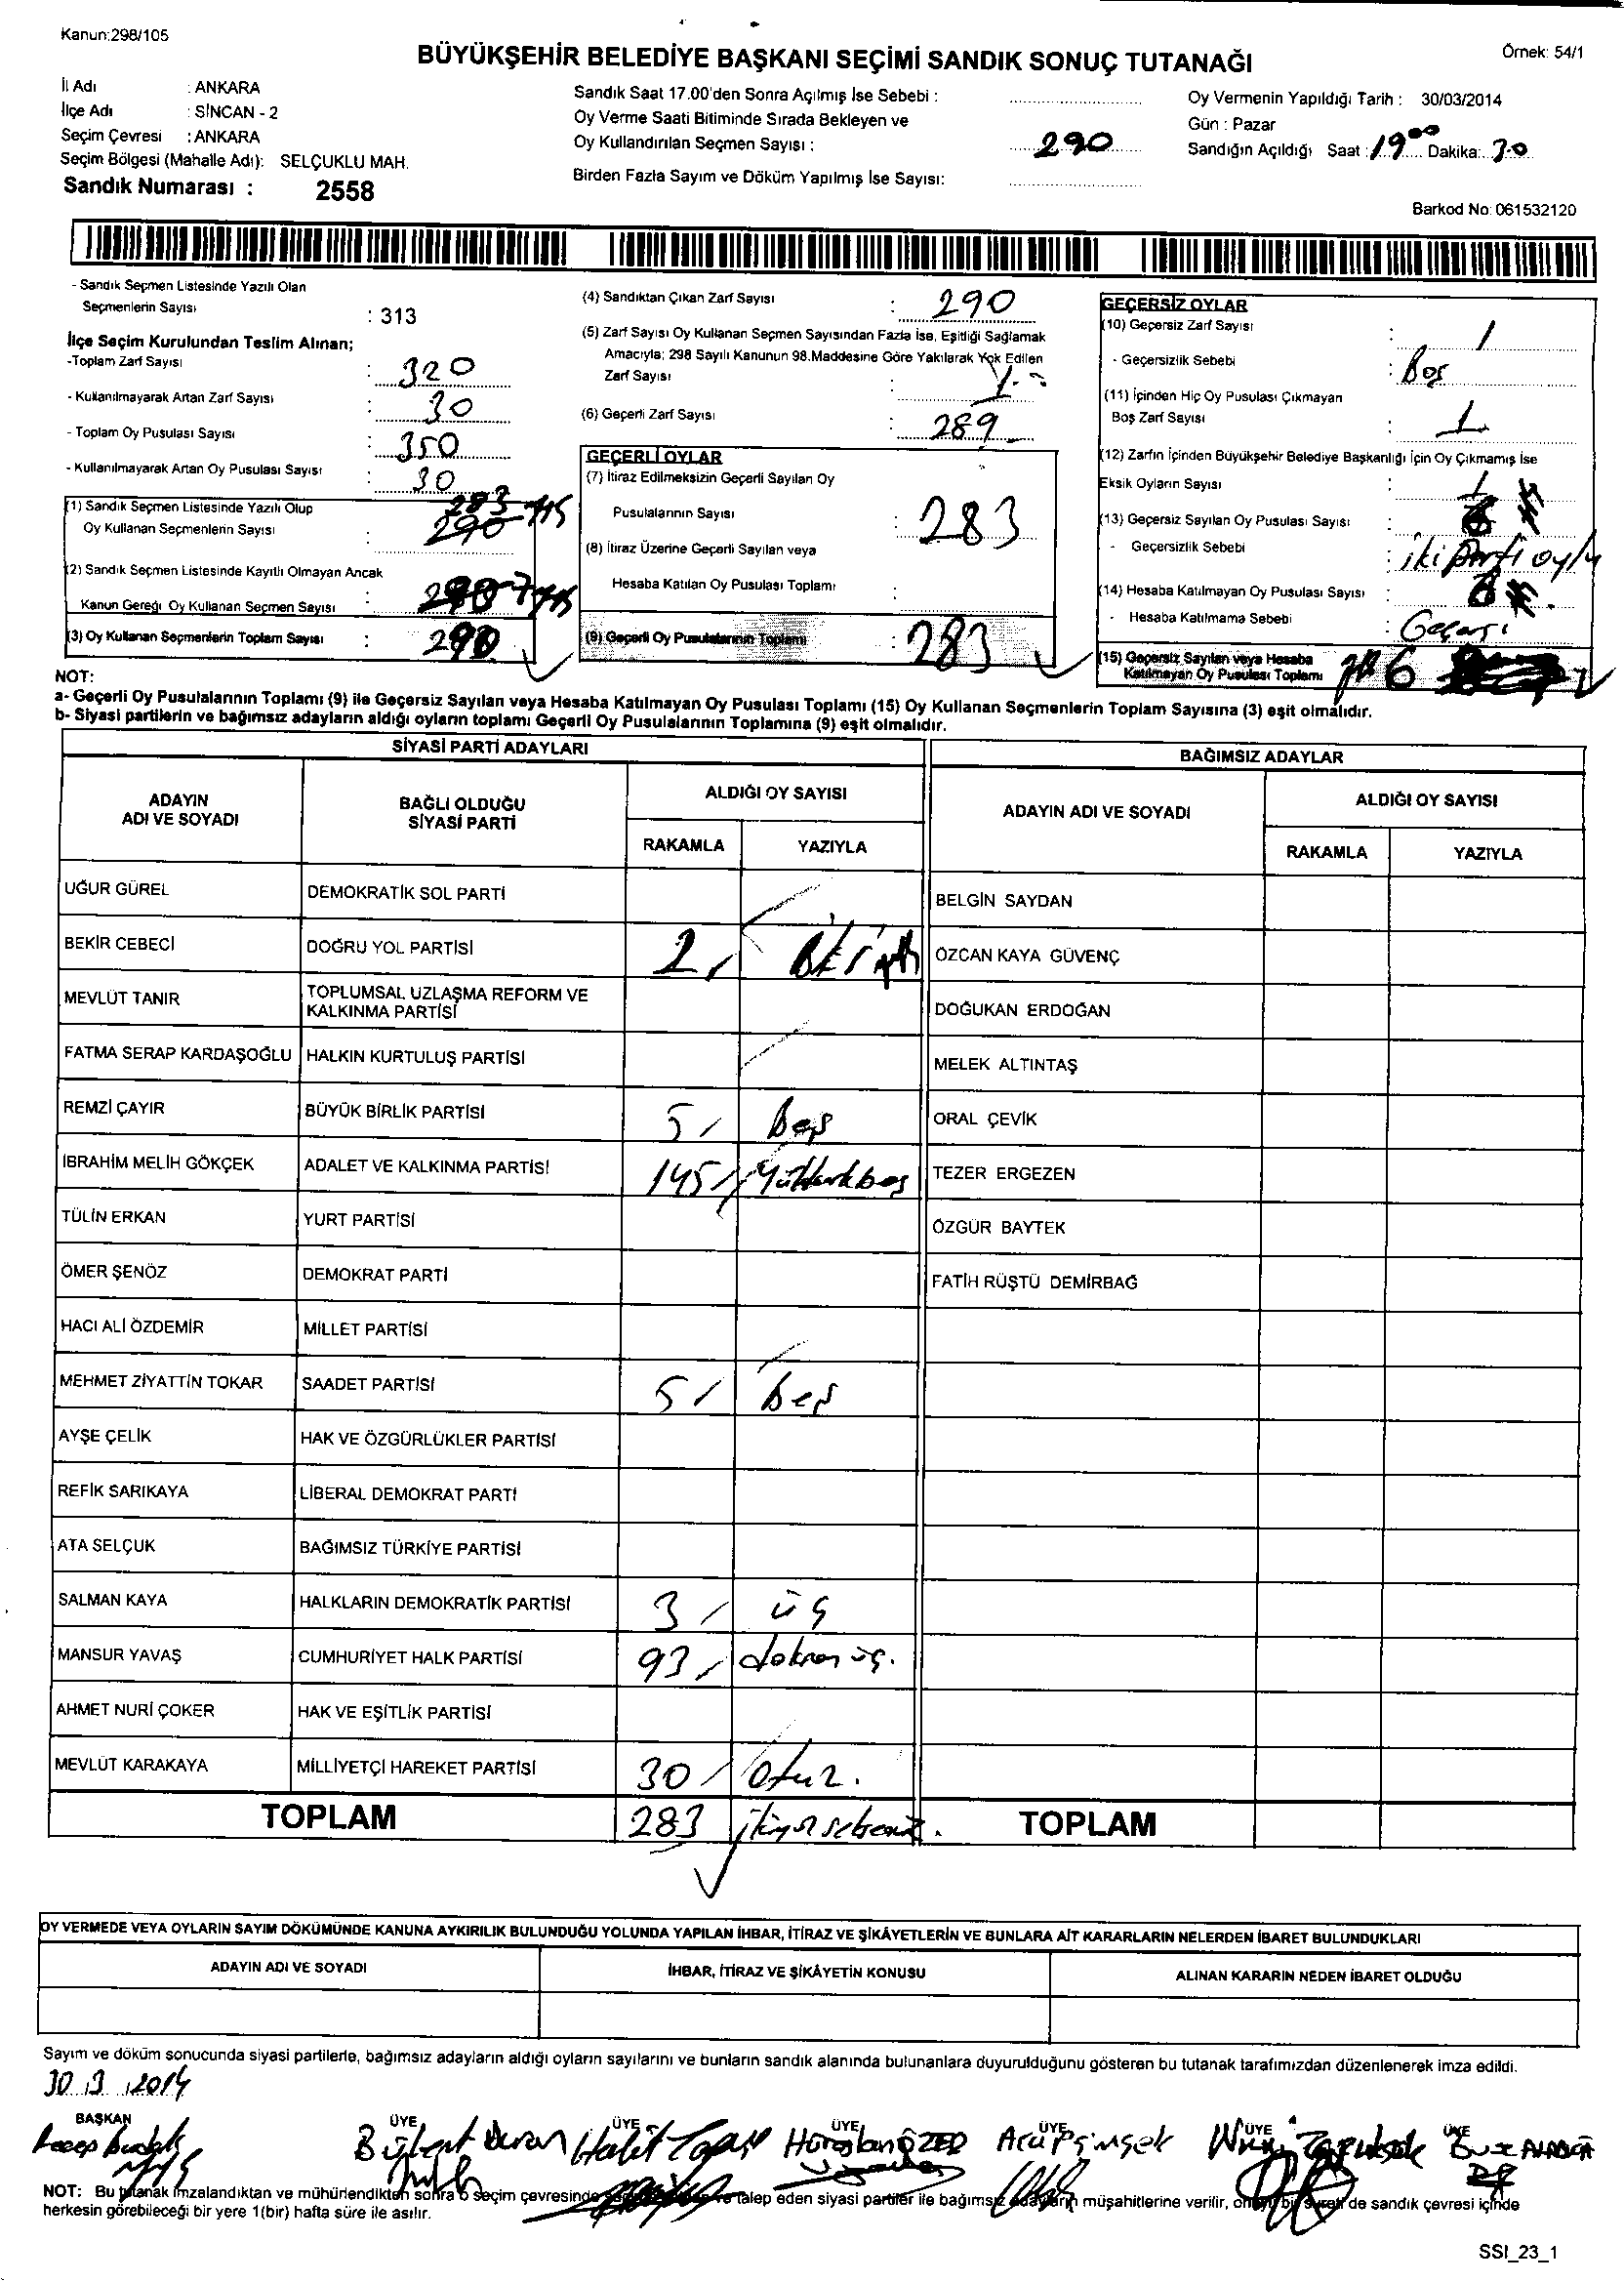 Kanun:298/105
BÜYÜKŞEHİR BELEDİYE BAŞKANI SEÇİMİ SANDIK SONUÇ TUTANAĞI
Örnek: 54/1
İl Adı : ANKARA
İlçe Adı : SİNCAN - 2
Seçim Çevresi : ANKARA
Seçim Bölgesi (Mahalle Adı): SELÇUKLU MAH.
Sandık Numarası : 2558
Sandık Saat 17.00'den Sonra Açılmış İse Sebebi :
Oy Verme Saati Bitiminde Sırada Bekleyen ve
Oy Kullandırılan Seçmen Sayısı : 290
Birden Fazla Sayım ve Döküm Yapılmış İse Sayısı:
Oy Vermenin Yapıldığı Tarih : 30/03/2014
Gün : Pazar
Sandığın Açıldığı Saat : 19 00 Dakika: 30
Barkod No: 061532120
- Sandık Seçmen Listesinde Yazılı Olan
Seçmenlerin Sayısı : 313
İlçe Seçim Kurulundan Teslim Alınan;
-Toplam Zarf Sayısı : 320
- Kullanılmayarak Artan Zarf Sayısı : 30
- Toplam Oy Pusulası Sayısı : 350
- Kullanılmayarak Artan Oy Pusulası Sayısı : 30
(1) Sandık Seçmen Listesinde Yazılı Olup 283
Oy Kullanan Seçmenlerin Sayısı : 290
(2) Sandık Seçmen Listesinde Kayıtlı Olmayan Ancak
Kanun Gereği Oy Kullanan Seçmen Sayısı : 7
(3) Oy Kullanan Seçmenlerin Toplam Sayısı : 290
(4) Sandıktan Çıkan Zarf Sayısı : 290
(5) Zarf Sayısı Oy Kullanan Seçmen Sayısından Fazla İse, Eşitliği Sağlamak
Amacıyla; 298 Sayılı Kanunun 98.Maddesine Göre Yakılarak Yok Edilen
Zarf Sayısı :
(6) Geçerli Zarf Sayısı : 289
GEÇERLİ OYLAR
(7) İtiraz Edilmeksizin Geçerli Sayılan Oy
Pusulalarının Sayısı : 283
(8) İtiraz Üzerine Geçerli Sayılan veya
Hesaba Katılan Oy Pusulası Toplamı :
(9) Geçerli Oy Pusulalarının Toplamı : 283
GEÇERSİZ OYLAR
(10) Geçersiz Zarf Sayısı : 1
- Geçersizlik Sebebi : Boş
(11) İçinden Hiç Oy Pusulası Çıkmayan
Boş Zarf Sayısı : 1
(12) Zarfın İçinden Büyükşehir Belediye Başkanlığı İçin Oy Çıkmamış İse
Eksik Oyların Sayısı : 1
(13) Geçersiz Sayılan Oy Pusulası Sayısı :
- Geçersizlik Sebebi : iki parti
(14) Hesaba Katılmayan Oy Pusulası Sayısı :
- Hesaba Katılmama Sebebi :
(15) Geçersiz Sayılan veya Hesaba
Katılmayan Oy Pusulası Toplamı 6
NOT:
a- Geçerli Oy Pusulalarının Toplamı (9) ile Geçersiz Sayılan veya Hesaba Katılmayan Oy Pusulası Toplamı (15) Oy Kullanan Seçmenlerin Toplam Sayısına (3) eşit olmalıdır.
b- Siyasi partilerin ve bağımsız adayların aldığı oyların toplamı Geçerli Oy Pusulalarının Toplamına (9) eşit olmalıdır.
SİYASİ PARTİ ADAYLARI
ADAYIN ADI VE SOYADI
BAĞLI OLDUĞU SİYASİ PARTİ
ALDIĞI OY SAYISI
RAKAMLA YAZIYLA
UĞUR GÜREL DEMOKRATİK SOL PARTİ
BEKİR CEBECİ DOĞRU YOL PARTİSİ 2
MEVLÜT TANIR TOPLUMSAL UZLAŞMA REFORM VE KALKINMA PARTİSİ
FATMA SERAP KARDAŞOĞLU HALKIN KURTULUŞ PARTİSİ
REMZİ ÇAYIR BÜYÜK BİRLİK PARTİSİ 5 Beş
İBRAHİM MELİH GÖKÇEK ADALET VE KALKINMA PARTİSİ 145
TÜLİN ERKAN YURT PARTİSİ
ÖMER ŞENÖZ DEMOKRAT PARTİ
HACI ALİ ÖZDEMİR MİLLET PARTİSİ
MEHMET ZİYATTİN TOKAR SAADET PARTİSİ 5 beş
AYŞE ÇELİK HAK VE ÖZGÜRLÜKLER PARTİSİ
REFİK SARIKAYA LİBERAL DEMOKRAT PARTİ
ATA SELÇUK BAĞIMSIZ TÜRKİYE PARTİSİ
SALMAN KAYA HALKLARIN DEMOKRATİK PARTİSİ 3 üç
MANSUR YAVAŞ CUMHURİYET HALK PARTİSİ 93
AHMET NURİ ÇOKER HAK VE EŞİTLİK PARTİSİ
MEVLÜT KARAKAYA MİLLİYETÇİ HAREKET PARTİSİ 30 Otuz.
TOPLAM 283
BAĞIMSIZ ADAYLAR
ADAYIN ADI VE SOYADI
ALDIĞI OY SAYISI
RAKAMLA YAZIYLA
BELGİN SAYDAN
ÖZCAN KAYA GÜVENÇ
DOĞUKAN ERDOĞAN
MELEK ALTINTAŞ
ORAL ÇEVİK
TEZER ERGEZEN
ÖZGÜR BAYTEK
FATİH RÜŞTÜ DEMİRBAĞ
TOPLAM
OY VERMEDE VEYA OYLARIN SAYIM DÖKÜMÜNDE KANUNA AYKIRILIK BULUNDUĞU YOLUNDA YAPILAN İHBAR, İTİRAZ VE ŞİKÂYETLERİN VE BUNLARA AİT KARARLARIN NELERDEN İBARET BULUNDUKLARI
ADAYIN ADI VE SOYADI
İHBAR, İTİRAZ VE ŞİKÂYETİN KONUSU
ALINAN KARARIN NEDEN İBARET OLDUĞU
Sayım ve döküm sonucunda siyasi partilerle, bağımsız adayların aldığı oyların sayılarını ve bunların sandık alanında bulunanlara duyurulduğunu gösteren bu tutanak tarafımızdan düzenlenerek imza edildi.
30.3.2014
BAŞKAN ÜYE ÜYE ÜYE ÜYE ÜYE ÜYE
Recep Budak Bülent Duran Halit
NOT: Bu tutanak imzalandıktan ve mühürlendikten sonra o seçim çevresinde talep eden siyasi partiler ile bağımsız adayların müşahitlerine verilir, onaylı bir sureti de sandık çevresi içinde
herkesin görebileceği bir yere 1(bir) hafta süre ile asılır.
SSI_23_1